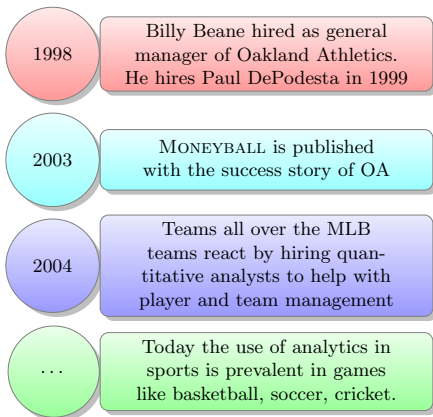 1998
Billy Beane hired as general
manager of Oakland Athletics.
He hires Paul DePodesta in 1999
2003
MONEYBALL is published
with the success story of OA
2004
Teams all over the MLB
teams react by hiring quan-
titative analysts to help with
player and team management
...
Today the use of analytics in
sports is prevalent in games
like basketball, soccer, cricket.